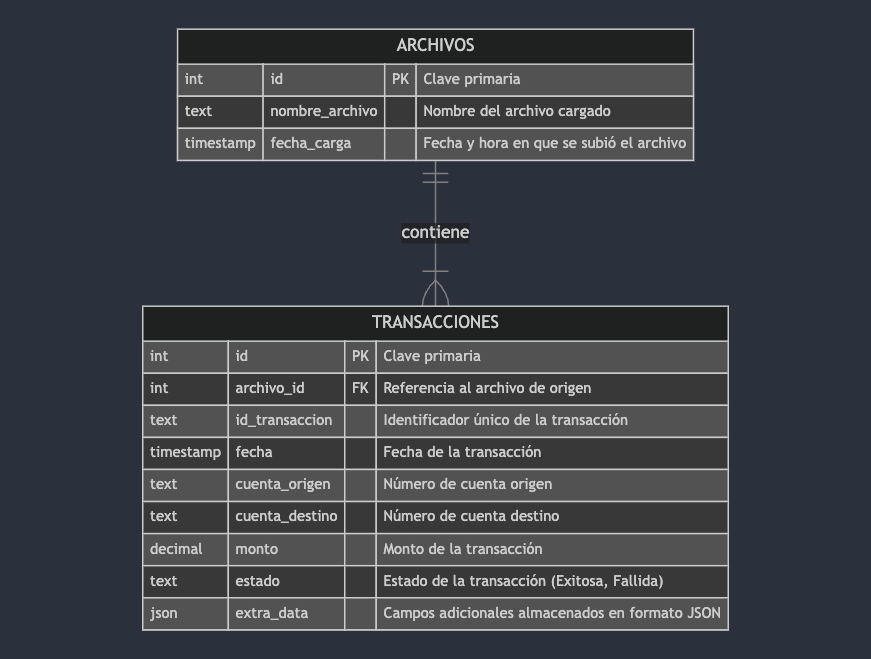 ARCHIVOS
int id PK Clave primaria
text nombre_archivo Nombre del archivo cargado
timestamp fecha_carga Fecha y hora en que se subió el archivo
contiene
TRANSACCIONES
int id PK Clave primaria
int archivo_id FK Referencia al archivo de origen
text id_transaccion Identificador único de la transacción
timestamp fecha Fecha de la transacción
text cuenta_origen Número de cuenta origen
text cuenta_destino Número de cuenta destino
decimal monto Monto de la transacción
text estado Estado de la transacción (Exitosa, Fallida)
json extra_data Campos adicionales almacenados en formato JSON